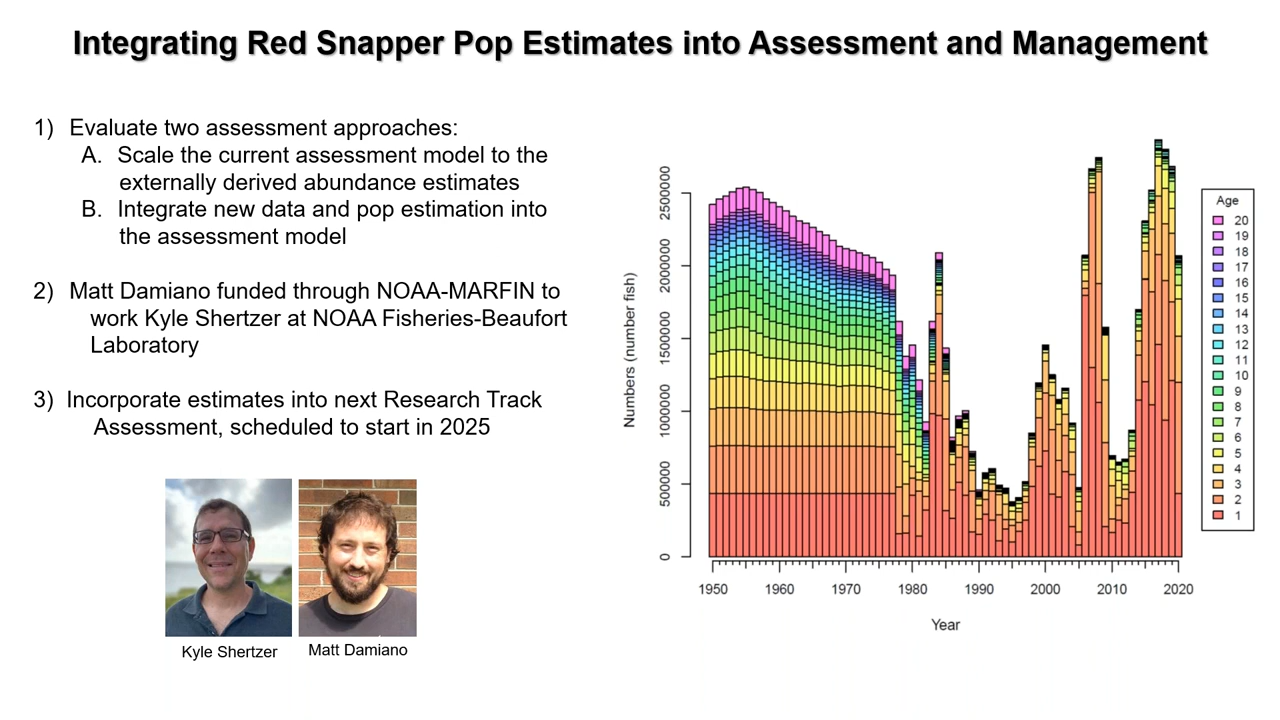 Integrating Red Snapper Pop Estimates into Assessment and Management
1) Evaluate two assessment approaches:
A. Scale the current assessment model to the
externally derived abundance estimates
B. Integrate new data and pop estimation into
the assessment model
2) Matt Damiano funded through NOAA-MARFIN to
work Kyle Shertzer at NOAA Fisheries-Beaufort
Laboratory
3) Incorporate estimates into next Research Track
Assessment, scheduled to start in 2025
Kyle Shertzer
Matt Damiano
Numbers (number fish)
2500000
2000000
1500000
1000000
500000
0
1950 1960 1970 1980 1990 2000 2010 2020
Year
Age
20
19
18
17
16
15
14
13
12
11
10
9
8
7
6
5
4
3
2
1